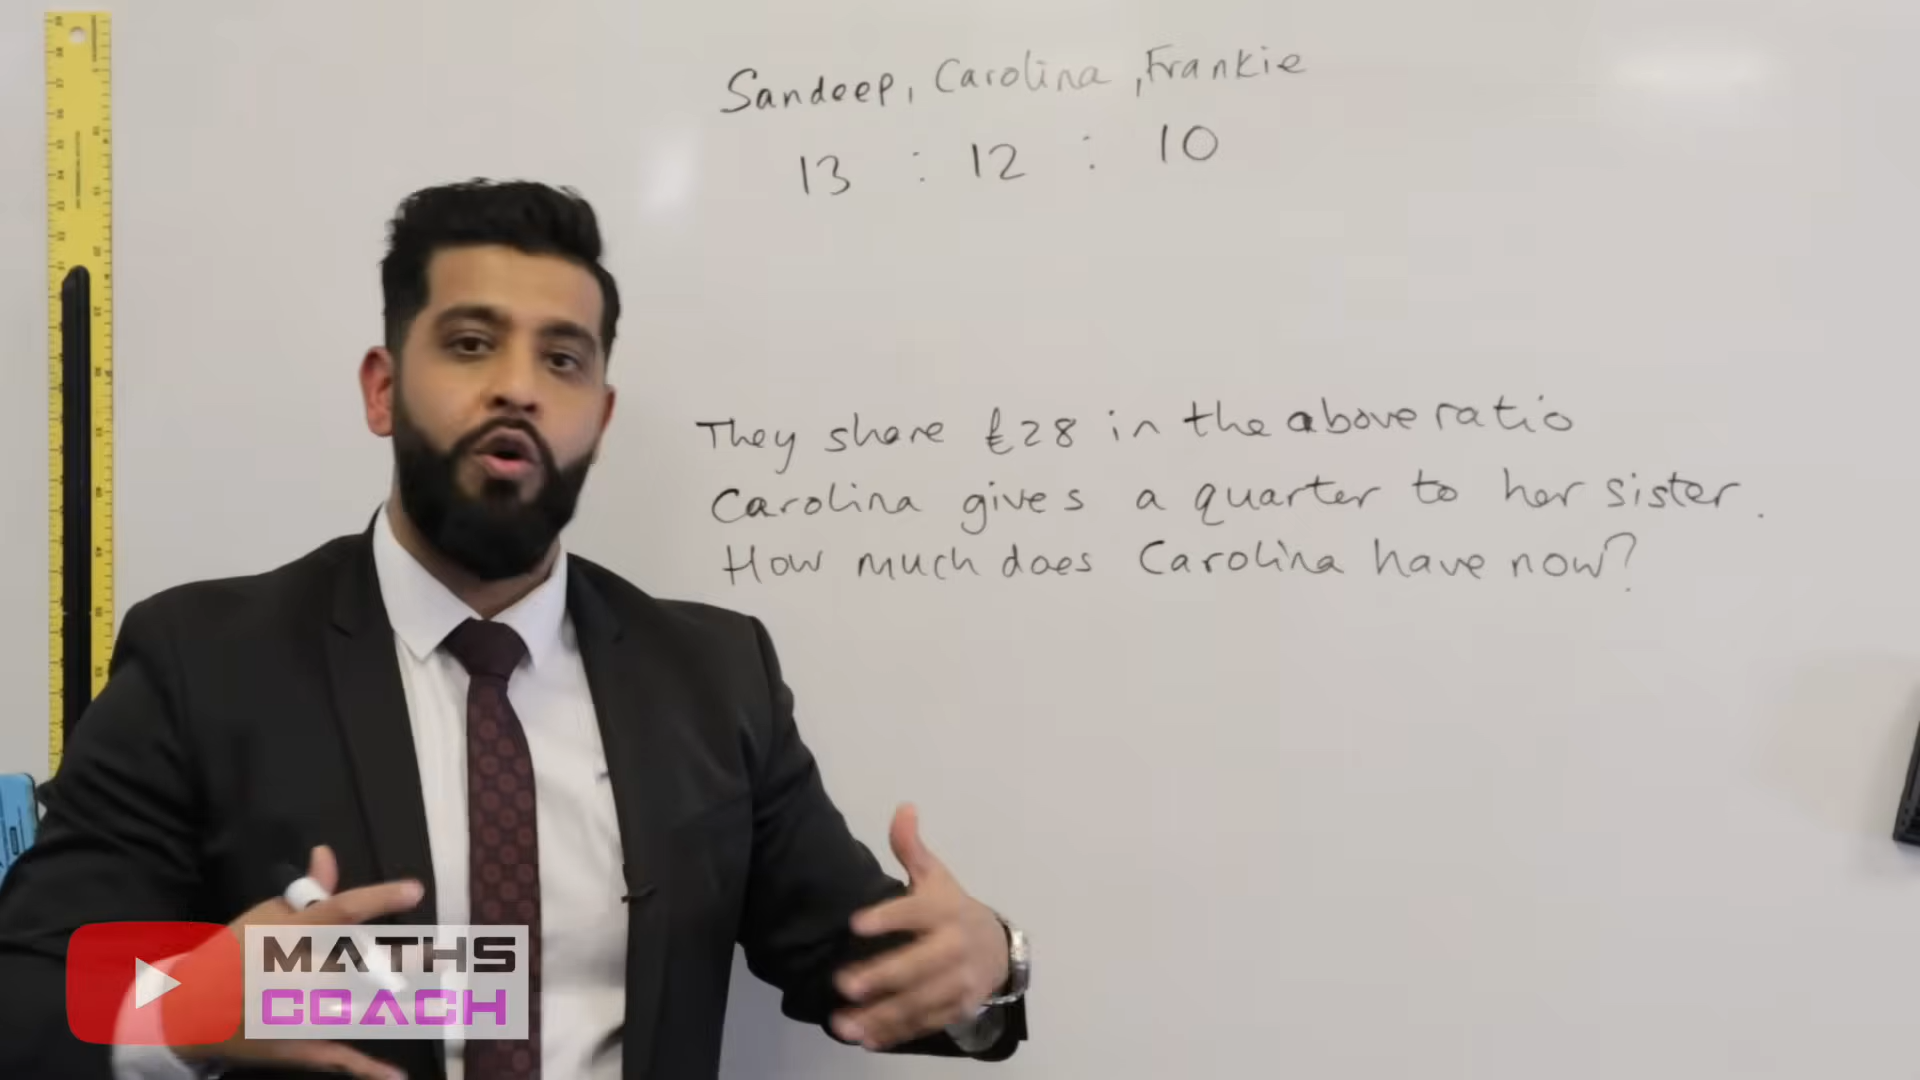 Sandeep, Carolina, Frankie
13 : 12 : 10
They share £28 in the above ratio
Carolina gives a quarter to her sister.
How much does Carolina have now?
MATHS
COACH